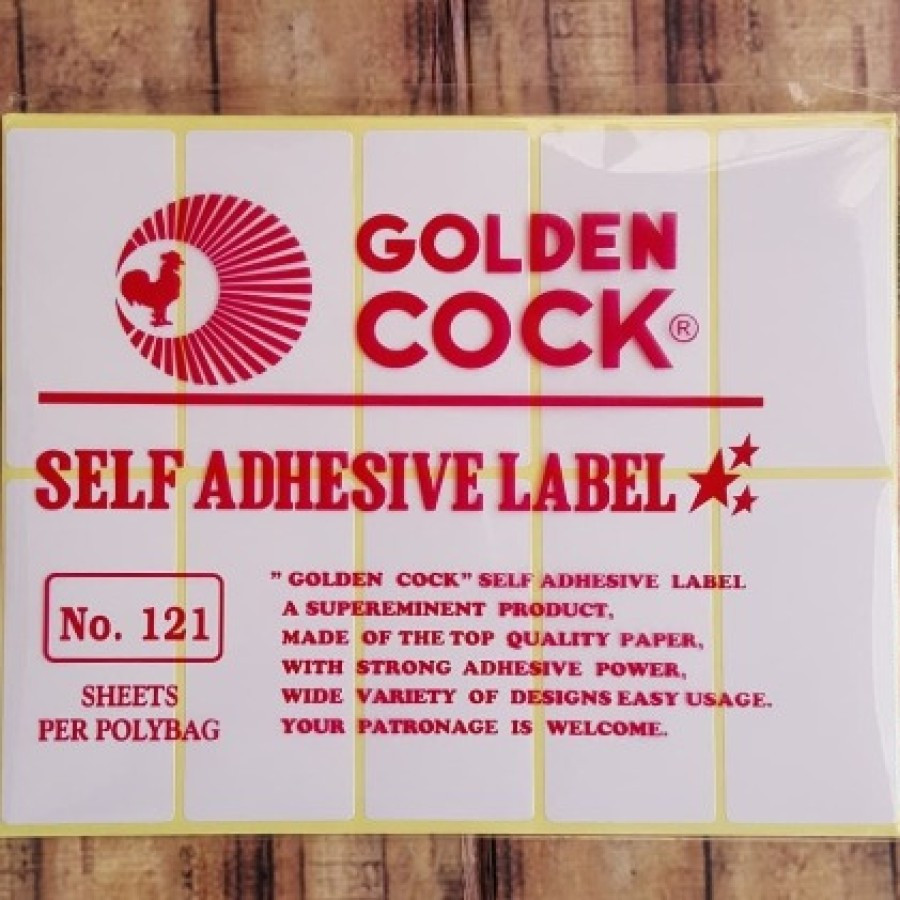 GOLDEN
COCK®
SELF ADHESIVE LABEL
No. 121
SHEETS
PER POLYBAG
" GOLDEN COCK" SELF ADHESIVE LABEL
A SUPEREMINENT PRODUCT,
MADE OF THE TOP QUALITY PAPER,
WITH STRONG ADHESIVE POWER,
WIDE VARIETY OF DESIGNS EASY USAGE.
YOUR PATRONAGE IS WELCOME.